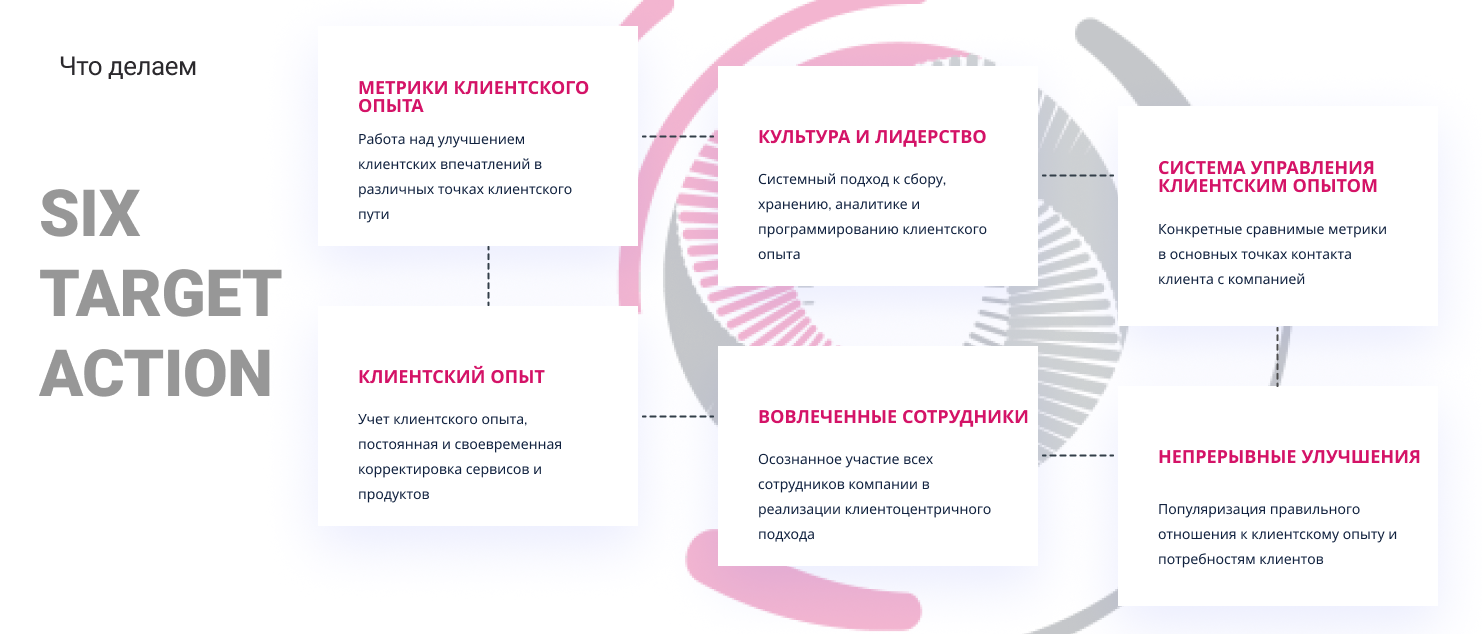 Что делаем
SIX
TARGET
ACTION
МЕТРИКИ КЛИЕНТСКОГО
ОПЫТА
Работа над улучшением
клиентских впечатлений в
различных точках клиентского
пути
КУЛЬТУРА И ЛИДЕРСТВО
Системный подход к сбору,
хранению, аналитике и
программированию клиентского
опыта
СИСТЕМА УПРАВЛЕНИЯ
КЛИЕНТСКИМ ОПЫТОМ
Конкретные сравнимые метрики
в основных точках контакта
клиента с компанией
КЛИЕНТСКИЙ ОПЫТ
Учет клиентского опыта,
постоянная и своевременная
корректировка сервисов и
продуктов
ВОВЛЕЧЕННЫЕ СОТРУДНИКИ
Осознанное участие всех
сотрудников компании в
реализации клиентоцентричного
подхода
НЕПРЕРЫВНЫЕ УЛУЧШЕНИЯ
Популяризация правильного
отношения к клиентскому опыту и
потребностям клиентов